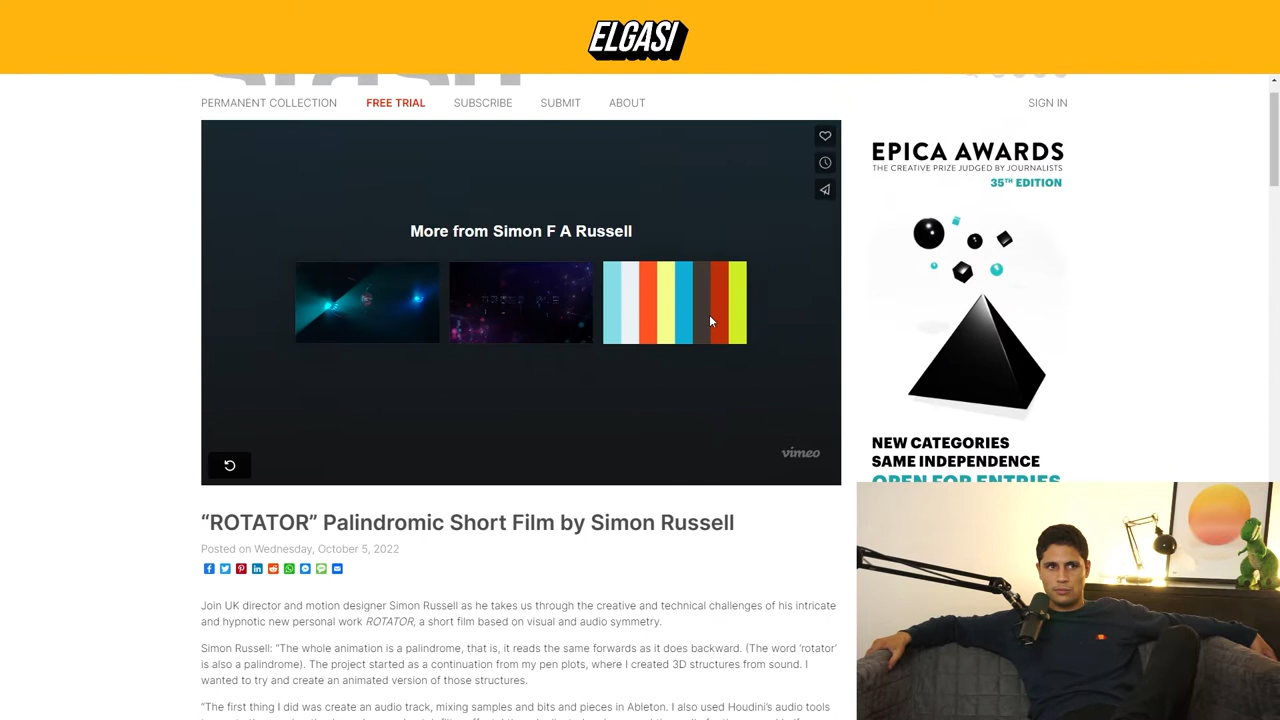 ELGASI
PERMANENT COLLECTION
FREE TRIAL
SUBSCRIBE
SUBMIT
ABOUT
SIGN IN
More from Simon F A Russell
vimeo
EPICA AWARDS
THE CREATIVE PRIZE JUDGED BY JOURNALISTS
35TH EDITION
NEW CATEGORIES
SAME INDEPENDENCE
OPEN FOR ENTRIES
“ROTATOR” Palindromic Short Film by Simon Russell
Posted on Wednesday, October 5, 2022
Join UK director and motion designer Simon Russell as he takes us through the creative and technical challenges of his intricate
and hypnotic new personal work ROTATOR, a short film based on visual and audio symmetry.
Simon Russell: “The whole animation is a palindrome, that is, it reads the same forwards as it does backward. (The word ‘rotator’
is also a palindrome). The project started as a continuation from my pen plots, where I created 3D structures from sound. I
wanted to try and create an animated version of those structures.
“The first thing I did was create an audio track, mixing samples and bits and pieces in Ableton. I also used Houdini’s audio tools